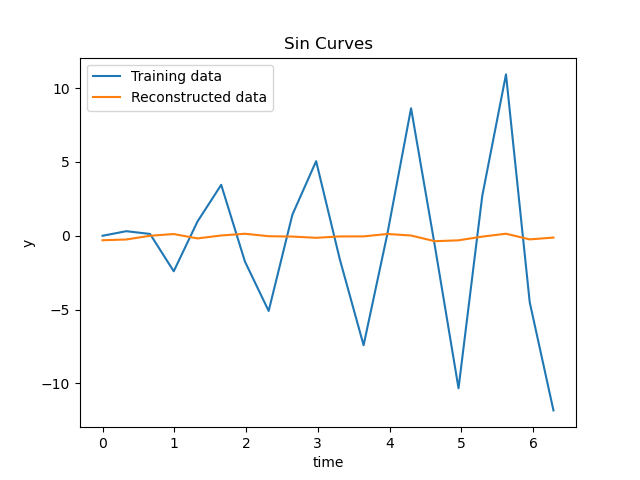 Sin Curves
Training data
Reconstructed data
10
5
0
−5
−10
y
0 1 2 3 4 5 6
time